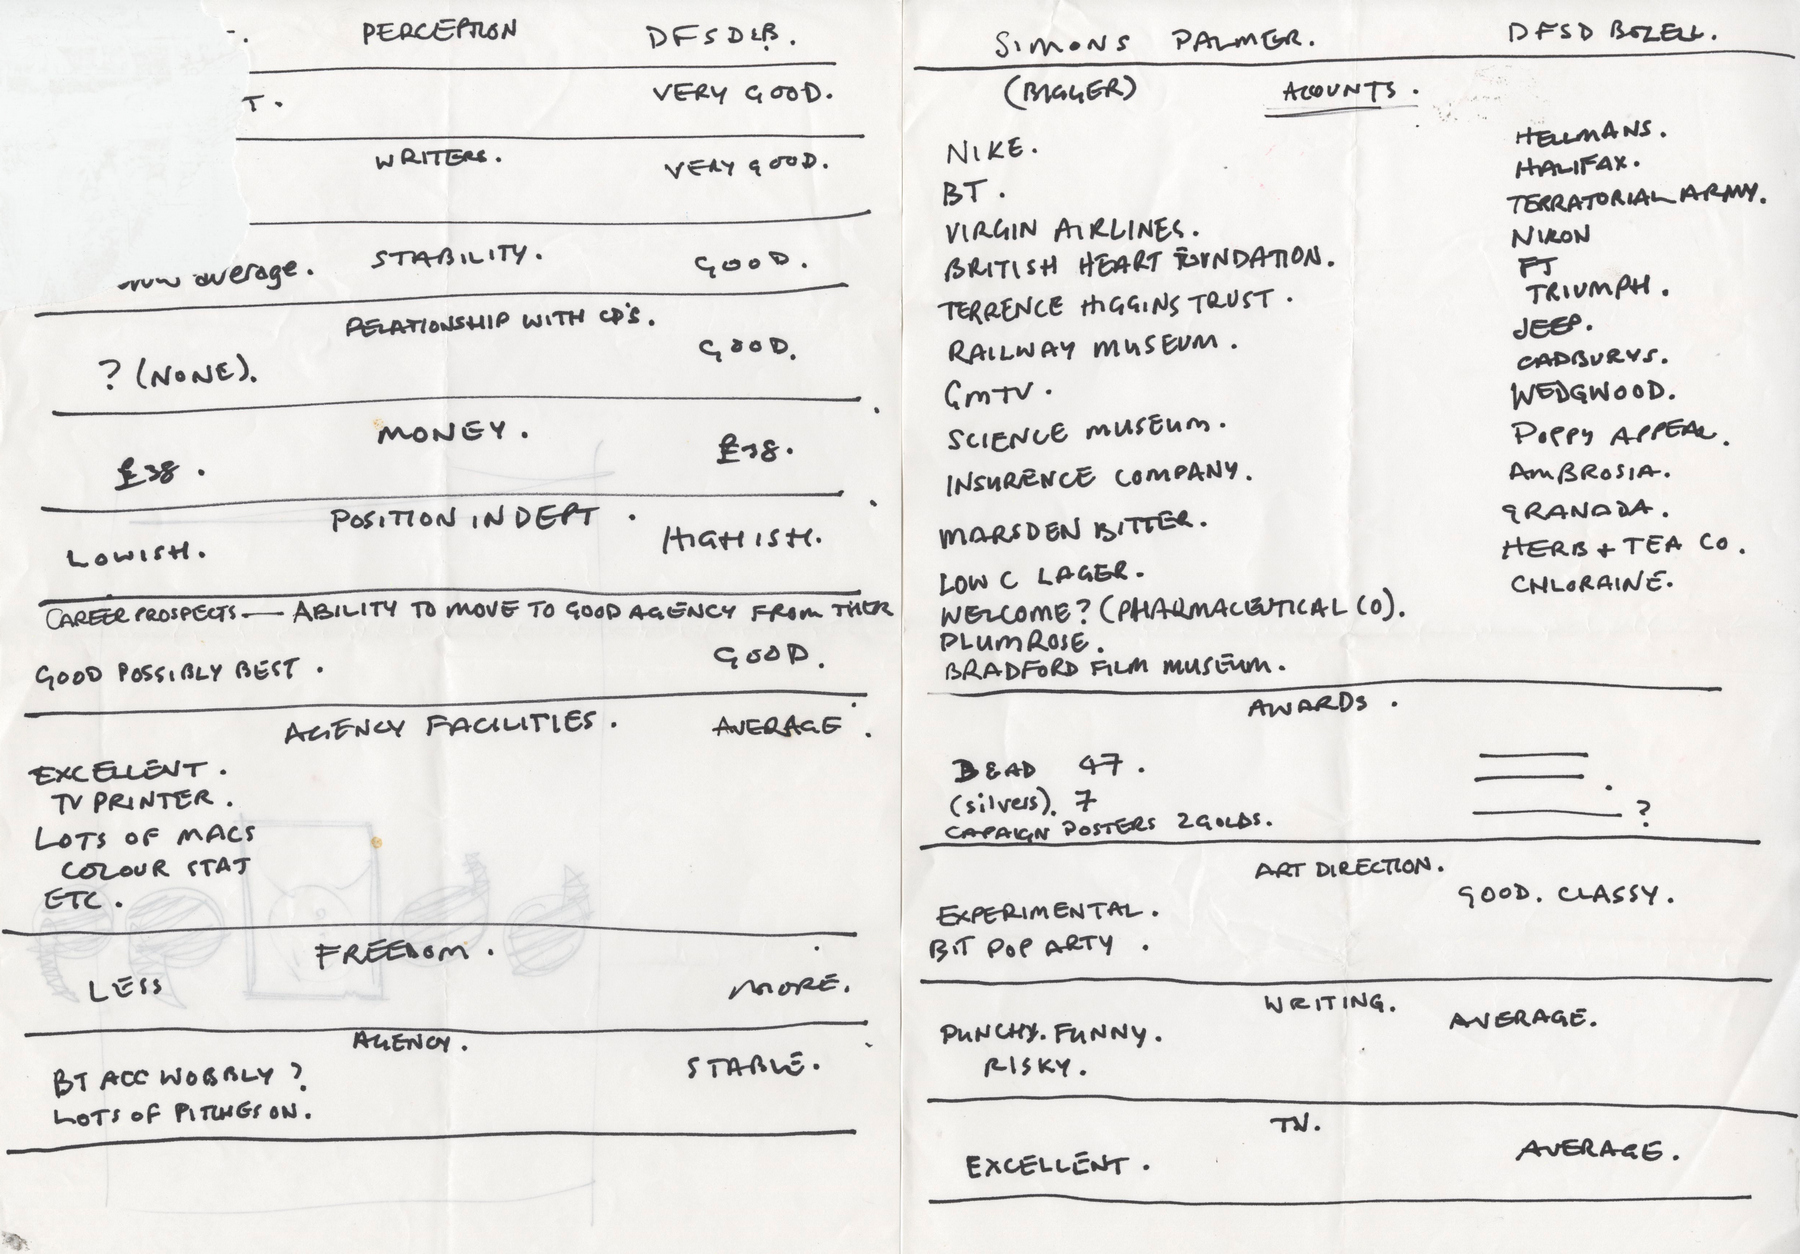 PERCEPTION DFSD&B.
T. VERY GOOD.
WRITERS. VERY GOOD.
average. STABILITY. GOOD.
RELATIONSHIP WITH CD'S.
? (NONE). GOOD.
MONEY.
£38. £38.
POSITION IN DEPT.
LOWISH. HIGHISH.
CAREER PROSPECTS — ABILITY TO MOVE TO GOOD AGENCY FROM THER
GOOD POSSIBLY BEST. GOOD.
AGENCY FACILITIES. AVERAGE.
EXCELLENT.
TV PRINTER.
LOTS OF MACS
COLOUR STAT
ETC.
FREEDOM.
LESS MORE.
AGENCY.
BT ACC WOBBLY? STABLE.
LOTS OF PITCHES ON.
SIMONS PALMER. DFSD BOZELL.
(BIGGER) ACOUNTS.
NIKE.
BT.
VIRGIN AIRLINES.
BRITISH HEART FOUNDATION.
TERRENCE HIGGINS TRUST.
RAILWAY MUSEUM.
GMTV.
SCIENCE MUSEUM.
INSURENCE COMPANY.
MARSDEN BITTER.
LOW C LAGER.
WELCOME? (PHARMACEUTICAL CO).
PLUMROSE.
BRADFORD FILM MUSEUM.
HELLMANS.
HALIFAX.
TERRATORIAL ARMY.
NIKON
FT
TRIUMPH.
JEEP.
CADBURYS.
WEDGWOOD.
POPPY APPEAL.
AMBROSIA.
GRANADA.
HERB + TEA CO.
CHLORAINE.
AWARDS.
D&AD 47.
(silvers). 7
CAPAIGN POSTERS 2 GOLDS. ?
ART DIRECTION.
EXPERIMENTAL. GOOD. CLASSY.
BIT POP ARTY.
WRITING.
PUNCHY. FUNNY. AVERAGE.
RISKY.
TV.
EXCELLENT. AVERAGE.